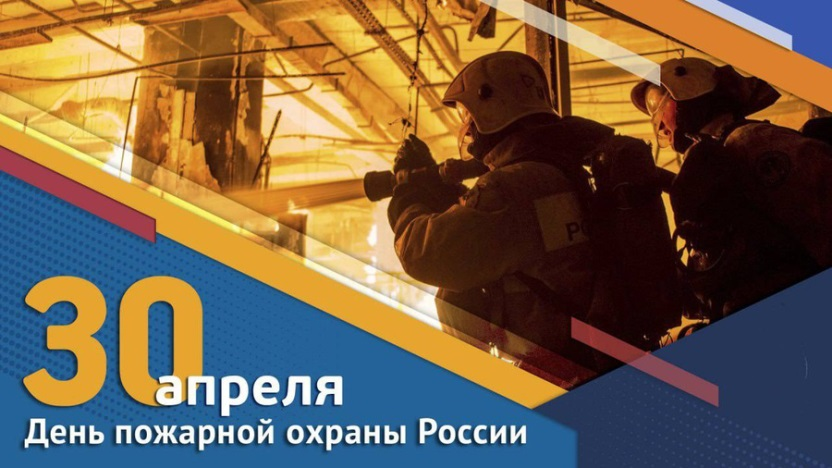 30
апреля
День пожарной охраны России